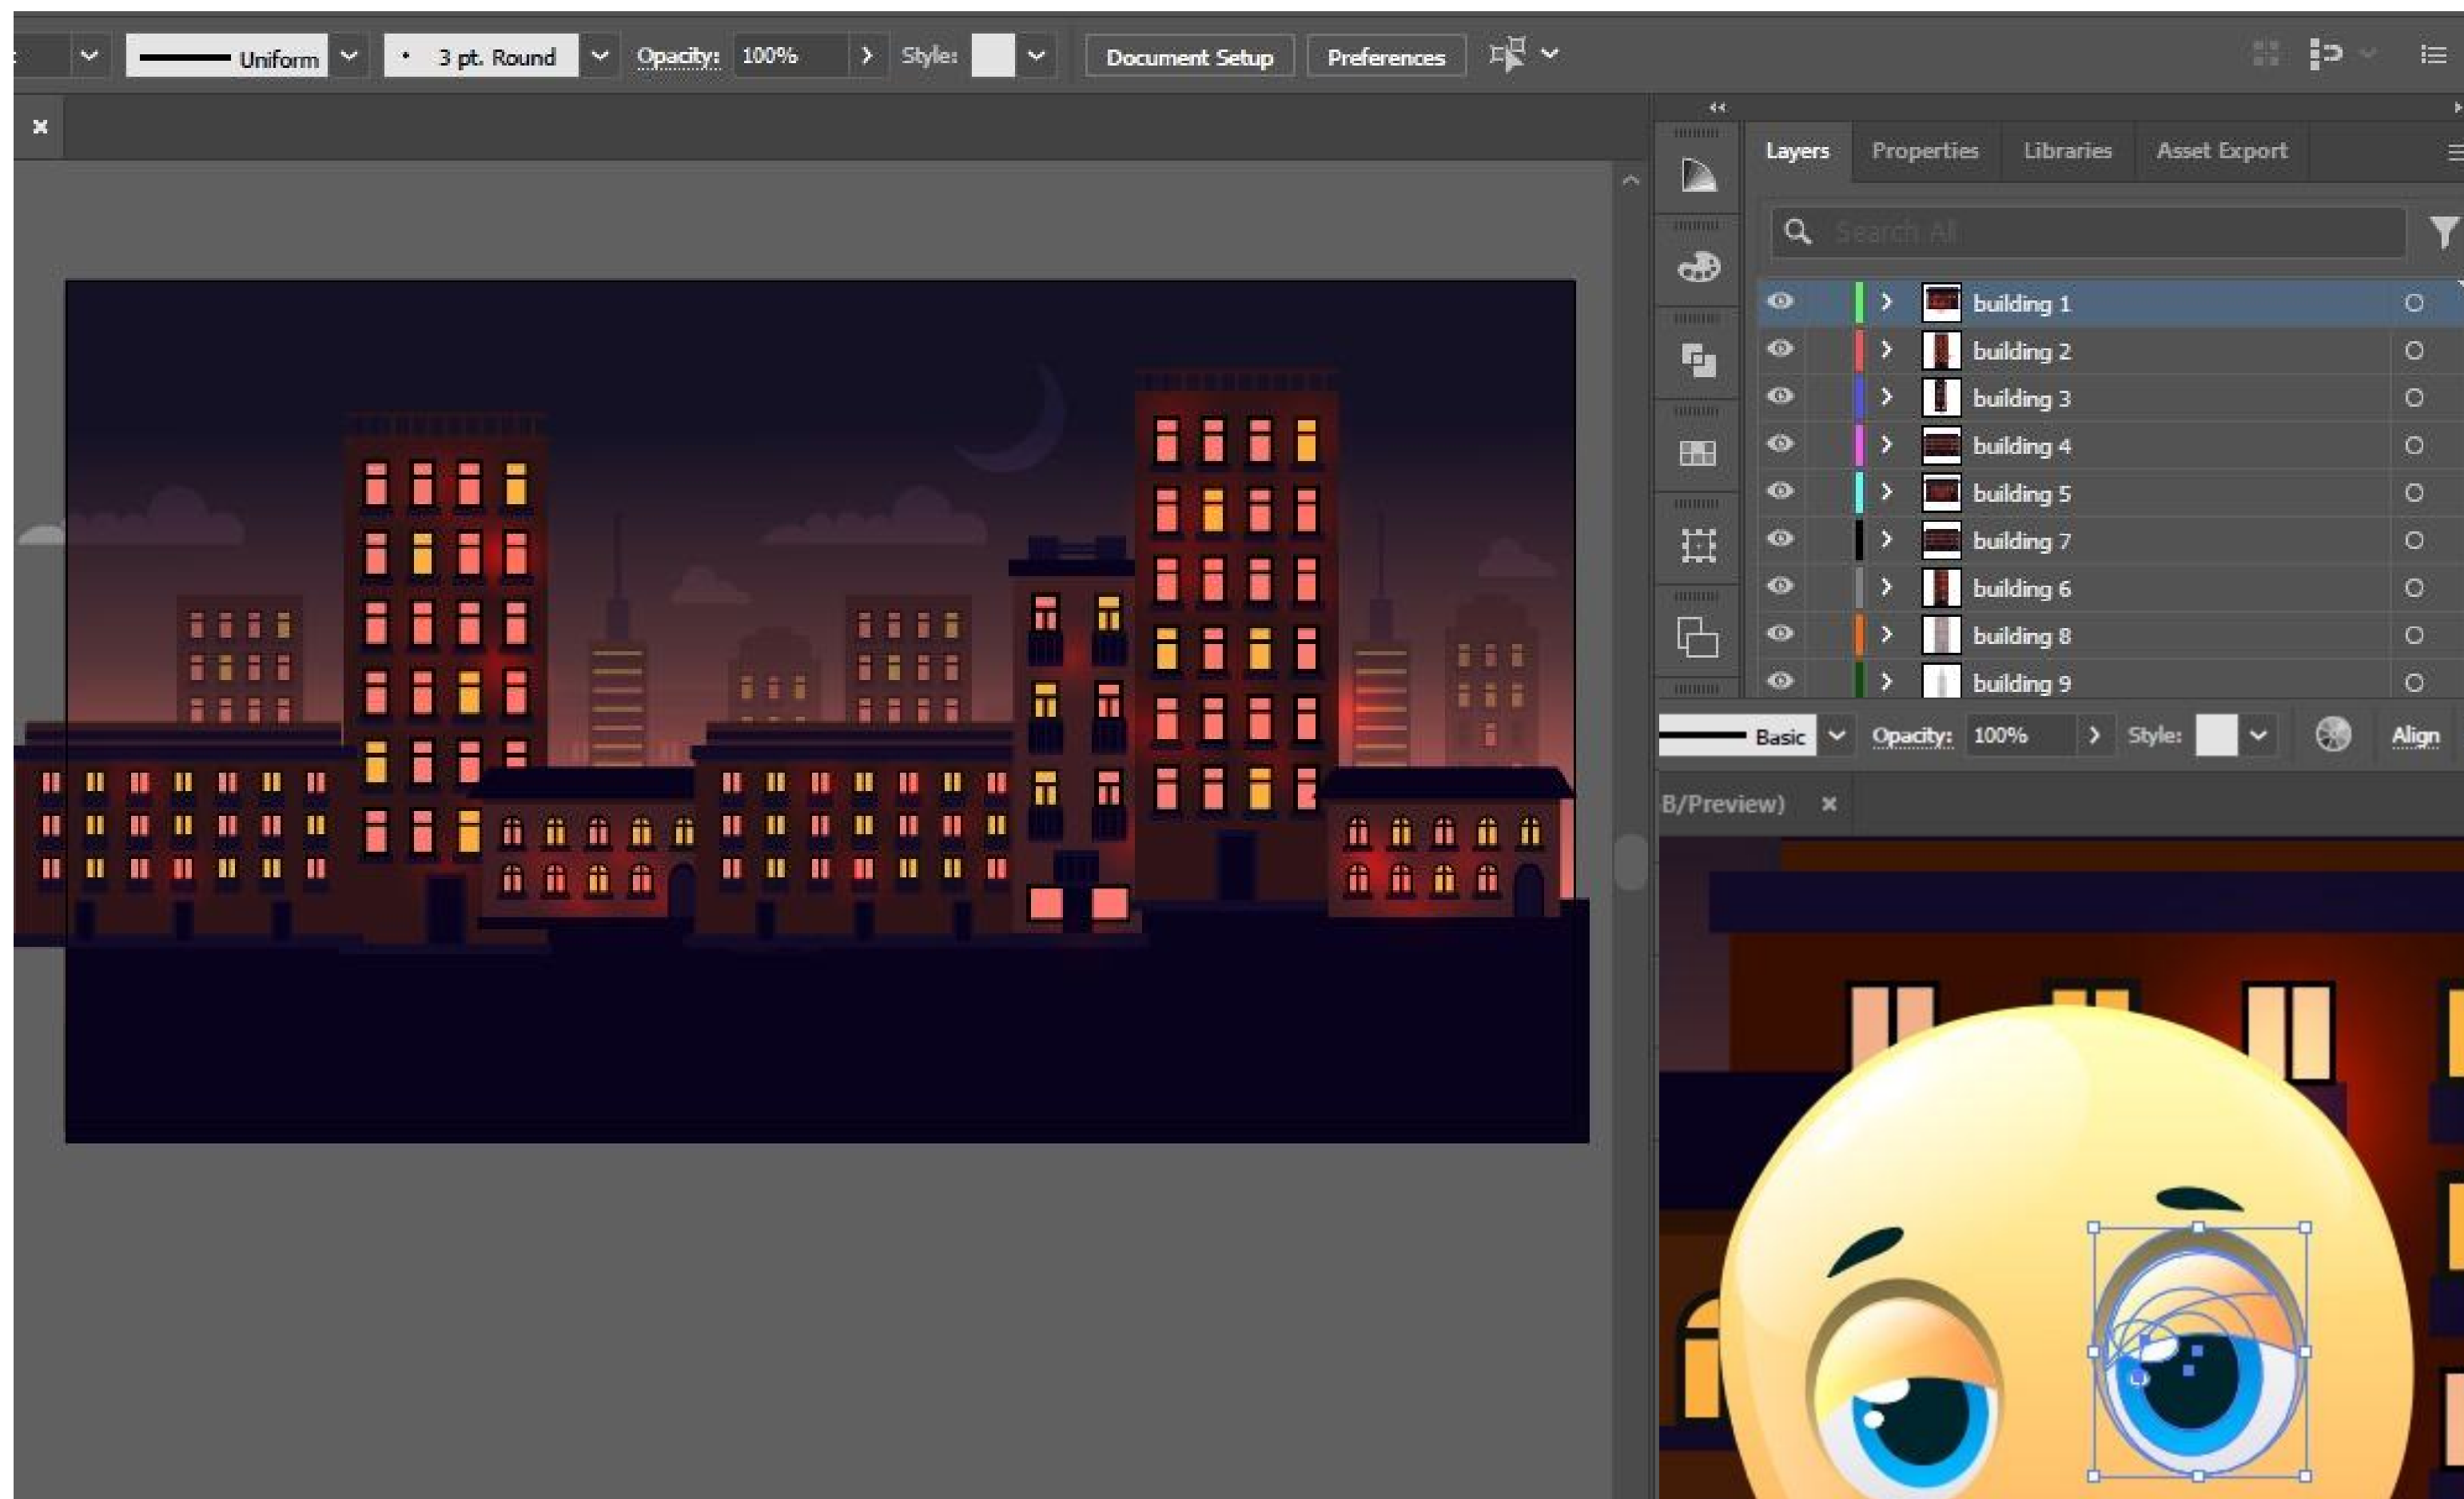 Uniform
3 pt. Round
Opacity: 100%
Style:
Document Setup
Preferences
Layers
Properties
Libraries
Asset Export
Search All
building 1
building 2
building 3
building 4
building 5
building 7
building 6
building 8
building 9
Basic
Opacity: 100%
Style:
Align
B/Preview)